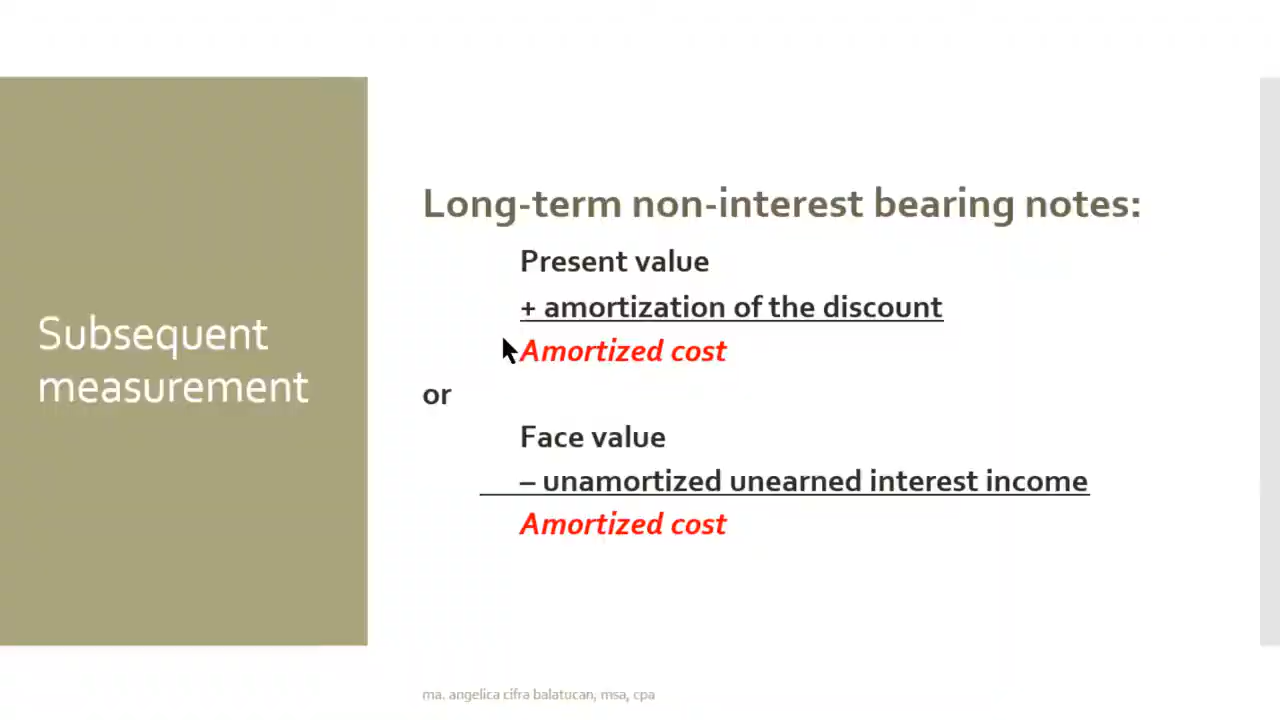 Subsequent
measurement
Long-term non-interest bearing notes:
Present value
+ amortization of the discount
Amortized cost
or
Face value
– unamortized unearned interest income
Amortized cost
ma. angelica cifra balatucan, msa, cpa